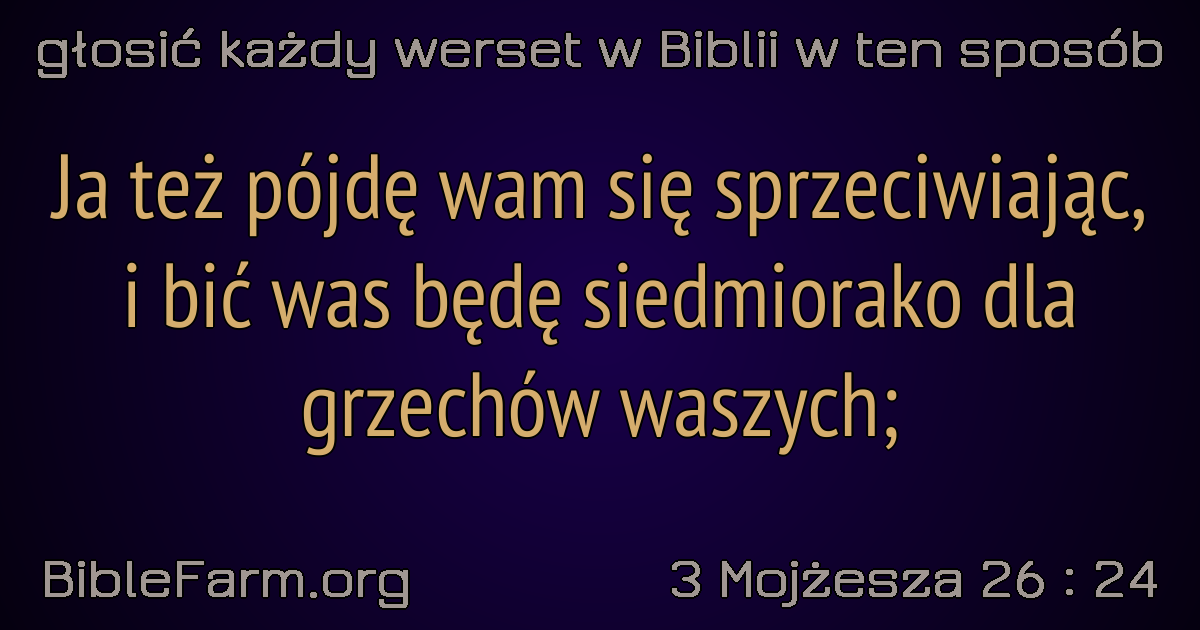 głosić każdy werset w Biblii w ten sposób
Ja też pójdę wam się sprzeciwiając,
i bić was będę siedmiorako dla
grzechów waszych;
BibleFarm.org
3 Mojżesza 26 : 24